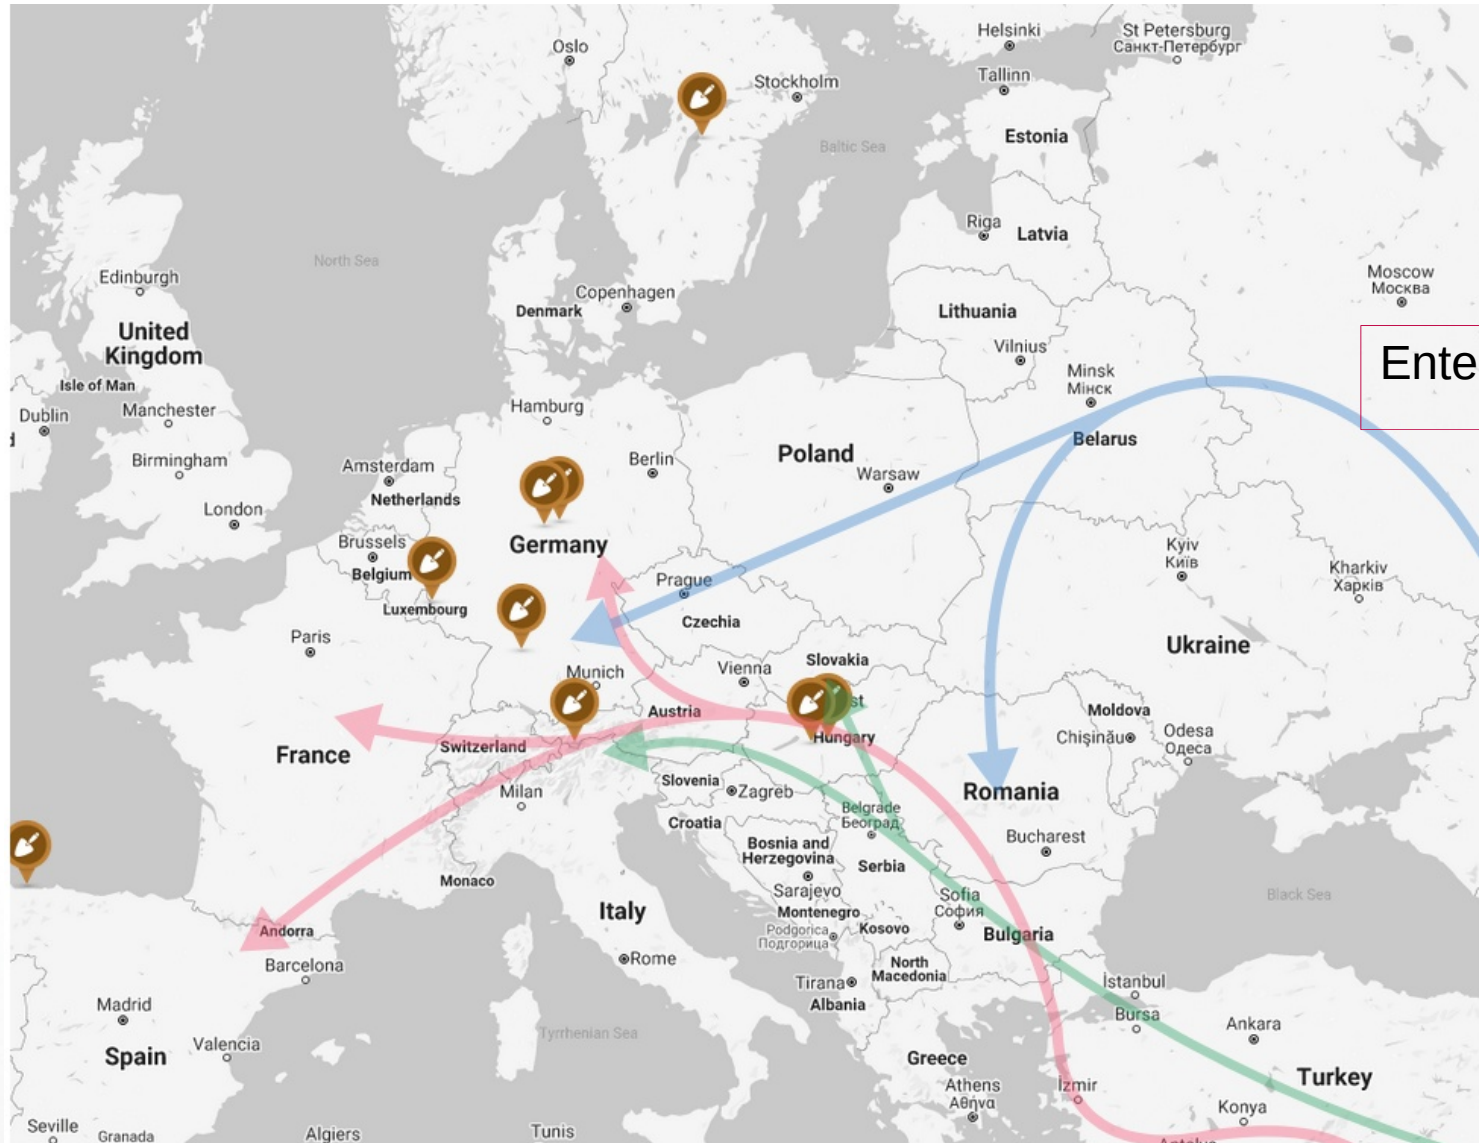 Oslo
Helsinki
St Petersburg
Санкт-Петербург
Stockholm
Tallinn
Baltic Sea
Estonia
Riga
Latvia
North Sea
Edinburgh
Moscow
Москва
Copenhagen
Denmark
Lithuania
United
Kingdom
Vilnius
Minsk
Мінск
Ente
Isle of Man
Dublin
Manchester
Hamburg
d
Belarus
Birmingham
Amsterdam
Berlin
Poland
Warsaw
Netherlands
London
Brussels
Germany
Kyiv
Київ
Belgium
Prague
Kharkiv
Харків
Luxembourg
Czechia
Paris
Ukraine
Munich
Vienna
Slovakia
st
Austria
Moldova
Hungary
Chișinău
Odesa
Одеса
France
Switzerland
Slovenia
Zagreb
Milan
Romania
Croatia
Belgrade
Београд
Bucharest
Bosnia and
Herzegovina
Serbia
Monaco
Sarajevo
Sofia
София
Black Sea
Italy
Montenegro
Podgorica
Подгорица
Kosovo
Andorra
Bulgaria
Barcelona
Rome
North
Macedonia
Tirana
Albania
İstanbul
Madrid
Bursa
Tyrrhenian Sea
Ankara
Valencia
Spain
Greece
Turkey
Athens
Αθήνα
İzmir
Konya
Seville
Granada
Algiers
Tunis
Antalya